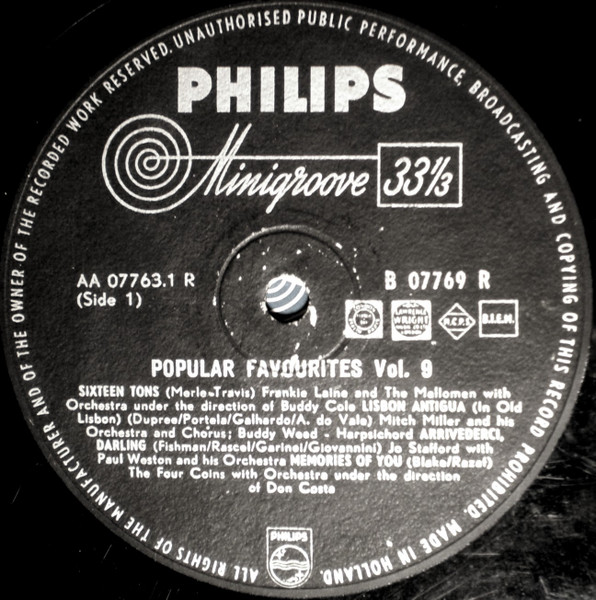 ALL RIGHTS OF THE MANUFACTURER AND OF THE OWNER OF THE RECORDED WORK RESERVED. UNAUTHORISED PUBLIC PERFORMANCE, BROADCASTING AND COPYING OF THIS RECORD PROHIBITED. MADE IN HOLLAND.
PHILIPS
Minigroove 33⅓
AA 07763.1 R
(Side 1)
B 07769 R
LAWRENCE
WRIGHT
M.C.P.S.
B.I.E.M.
POPULAR FAVOURITES Vol. 9
SIXTEEN TONS (Merle-Travis) Frankie Laine and The Mellomen with
Orchestra under the direction of Buddy Cole LISBON ANTIGUA (In Old
Lisbon) (Dupree/Portela/Galhardo/A. do Vale) Mitch Miller and his
Orchestra and Chorus; Buddy Weed - Harpsichord ARRIVEDERCI,
DARLING (Fishman/Rascel/Garinei/Giovannini) Jo Stafford with
Paul Weston and his Orchestra MEMORIES OF YOU (Blake/Razaf)
The Four Coins with Orchestra under the direction
of Don Costa
PHILIPS